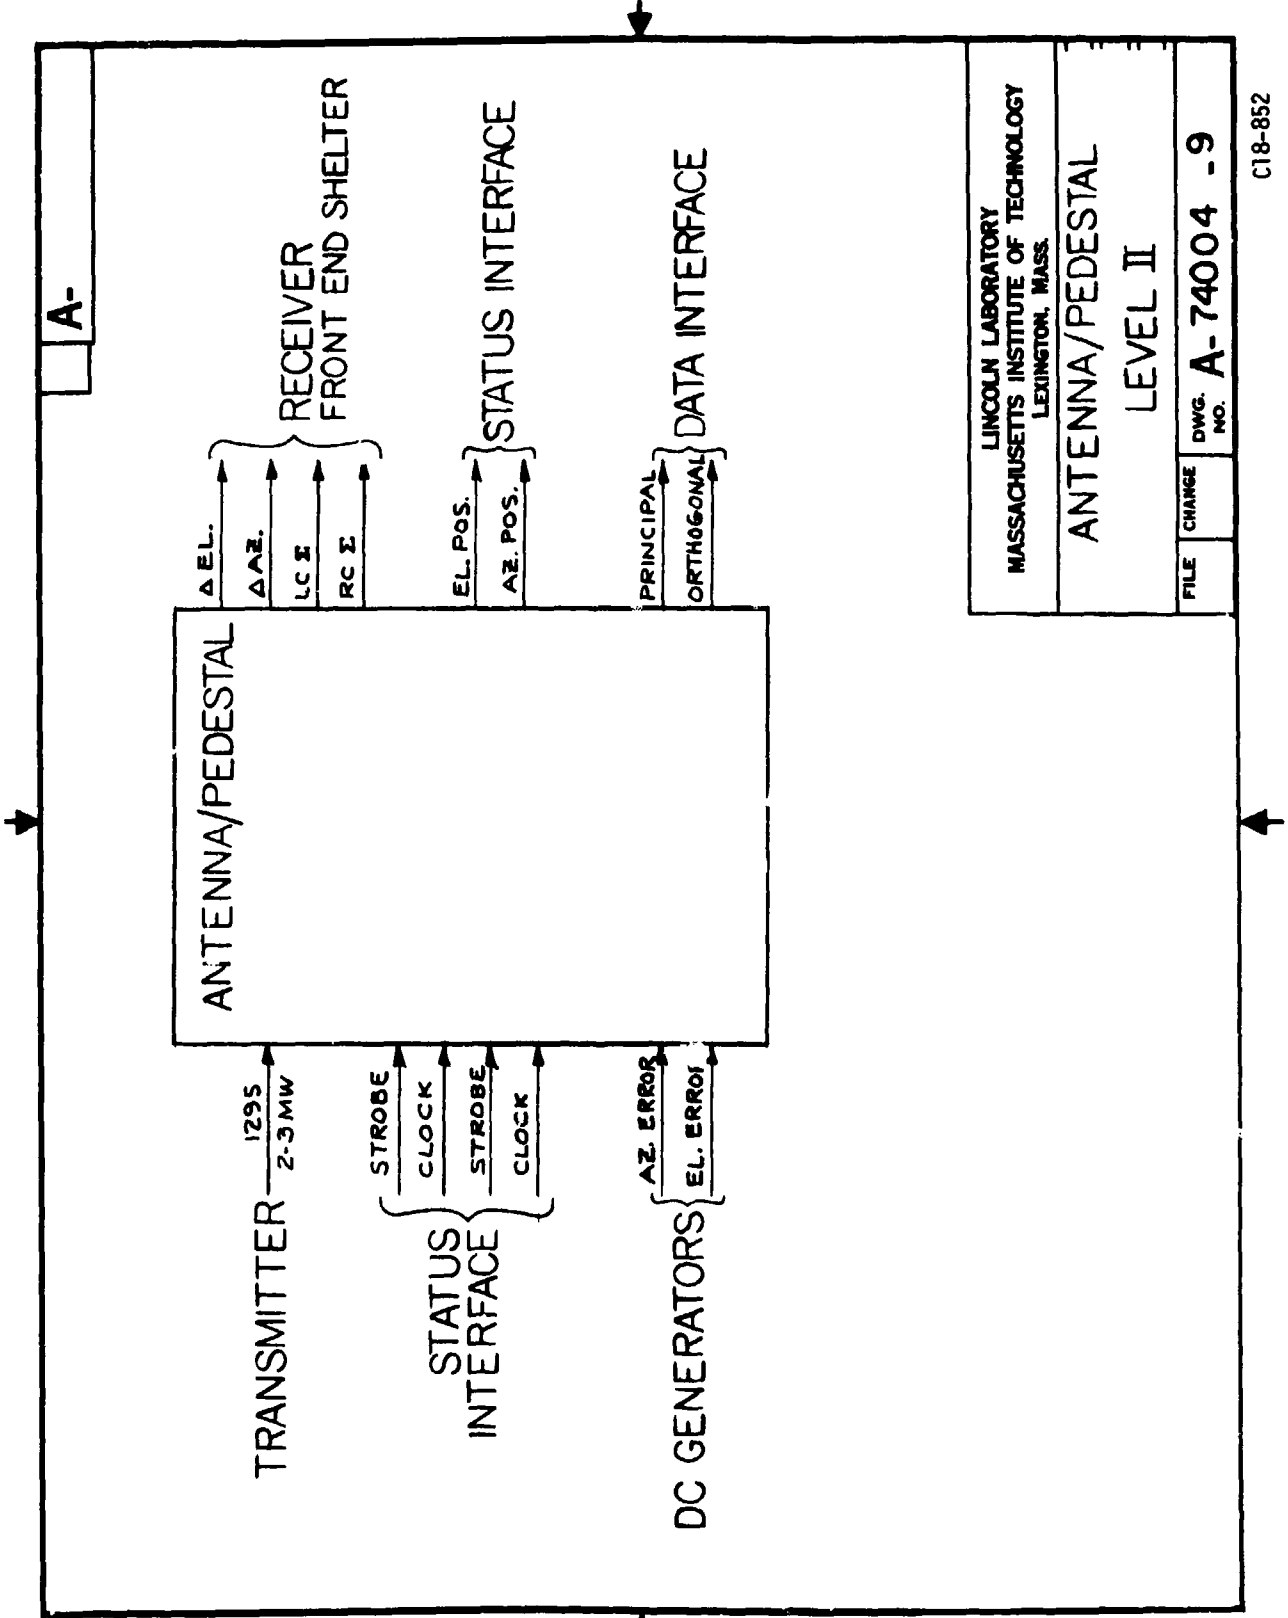 A-
ANTENNA/PEDESTAL
TRANSMITTER
1295
2-3 MW
STATUS
INTERFACE
STROBE
CLOCK
STROBE
CLOCK
DC GENERATORS
AZ. ERROR
EL. ERROR
Δ EL.
Δ AZ.
LC Σ
RC Σ
RECEIVER
FRONT END SHELTER
EL. POS.
AZ. POS.
STATUS INTERFACE
PRINCIPAL
ORTHOGONAL
DATA INTERFACE
LINCOLN LABORATORY
MASSACHUSETTS INSTITUTE OF TECHNOLOGY
LEXINGTON, MASS.
ANTENNA/PEDESTAL
LEVEL II
FILE
CHANGE
DWG. NO. A- 74004 -9
C18-852